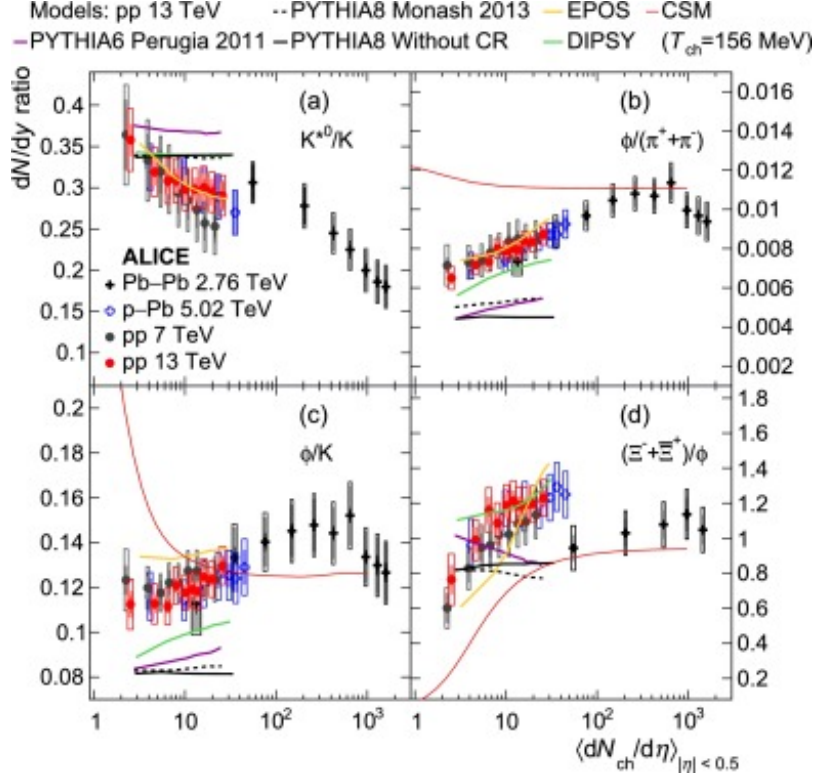 Models: pp 13 TeV PYTHIA8 Monash 2013 EPOS CSM
PYTHIA6 Perugia 2011 PYTHIA8 Without CR DIPSY (T_ch=156 MeV)
dN/dy ratio
(a)
K*⁰/K
(b)
ϕ/(π⁺+π⁻)
0.4
0.35
0.3
0.25
0.2
0.15
0.1
0.016
0.014
0.012
0.01
0.008
0.006
0.004
0.002
ALICE
Pb–Pb 2.76 TeV
p–Pb 5.02 TeV
pp 7 TeV
pp 13 TeV
(c)
ϕ/K
(d)
(Ξ⁻+Ξ̅⁺)/ϕ
0.2
0.18
0.16
0.14
0.12
0.1
0.08
1.8
1.6
1.4
1.2
1
0.8
0.6
0.4
0.2
1 10 10² 10³ 1 10 10² 10³
⟨dN_ch/dη⟩_|η| < 0.5